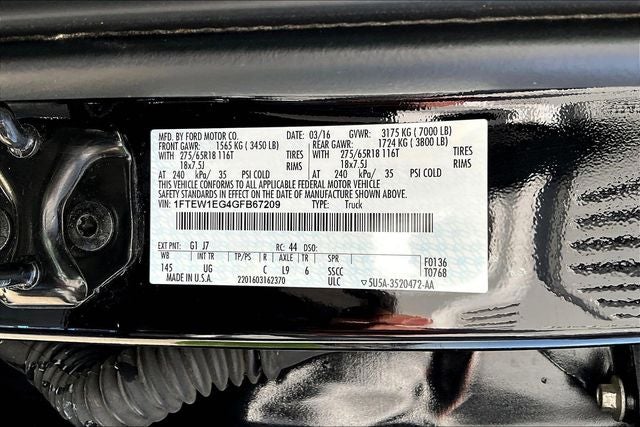 MFD. BY FORD MOTOR CO. DATE: 03/16 GVWR: 3175 KG ( 7000 LB)
FRONT GAWR: 1565 KG ( 3450 LB) REAR GAWR: 1724 KG ( 3800 LB)
WITH 275/65R18 116T TIRES WITH 275/65R18 116T TIRES
18x7.5J RIMS 18x7.5J RIMS
AT 240 kPa/ 35 PSI COLD AT 240 kPa/ 35 PSI COLD
THIS VEHICLE CONFORMS TO ALL APPLICABLE FEDERAL MOTOR VEHICLE
SAFETY STANDARDS IN EFFECT ON THE DATE OF MANUFACTURE SHOWN ABOVE.
VIN: 1FTEW1EG4GFB67209 TYPE: Truck
EXT PNT: G1 J7 RC: 44 DSO: F0136
WB INT TR TP/PS R AXLE TR SPR T0768
145 UG C L9 6 SSCC
MADE IN U.S.A. 2201603162370 ULC ▽5U5A-3520472-AA